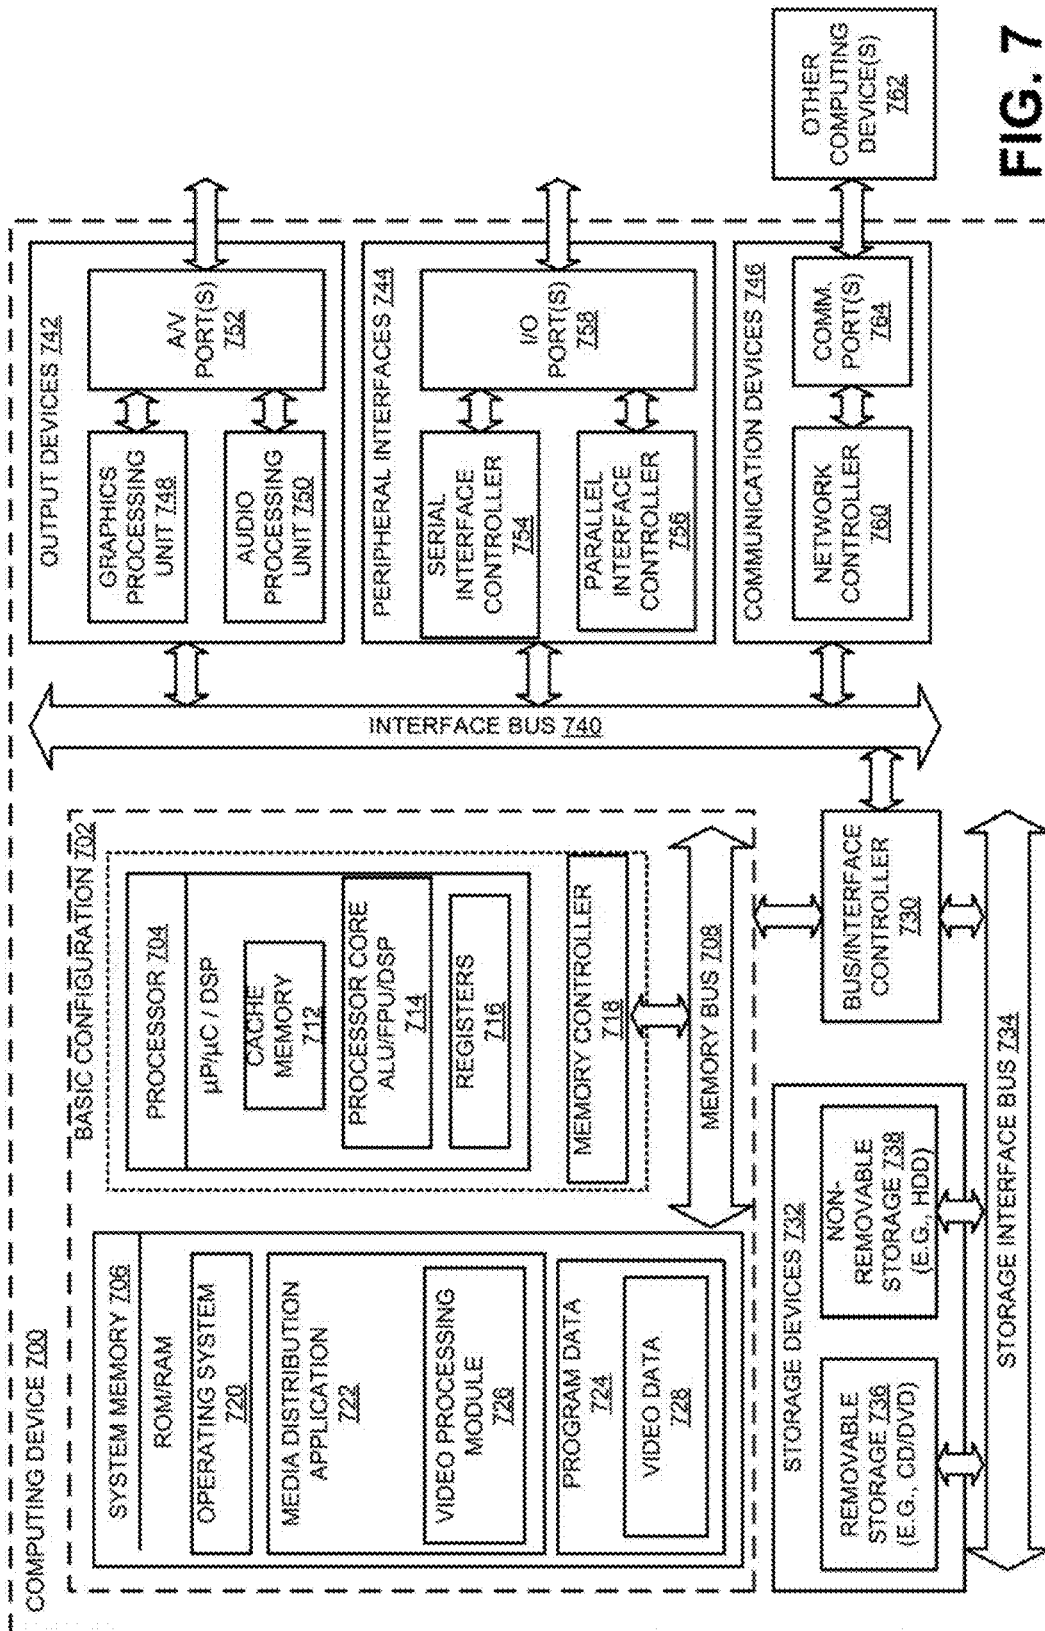 COMPUTING DEVICE 700
BASIC CONFIGURATION 702
SYSTEM MEMORY 706
ROM/RAM
OPERATING SYSTEM
720
MEDIA DISTRIBUTION
APPLICATION
722
VIDEO PROCESSING
MODULE
726
PROGRAM DATA
724
VIDEO DATA
728
PROCESSOR 704
µP/µC / DSP
CACHE
MEMORY
712
PROCESSOR CORE
ALU/FPU/DSP
714
REGISTERS
716
MEMORY CONTROLLER
718
MEMORY BUS 708
STORAGE DEVICES 732
REMOVABLE
STORAGE 736
(E.G., CD/DVD)
NON-
REMOVABLE
STORAGE 738
(E.G., HDD)
BUS/INTERFACE
CONTROLLER
730
STORAGE INTERFACE BUS 734
INTERFACE BUS 740
OUTPUT DEVICES 742
GRAPHICS
PROCESSING
UNIT 748
AUDIO
PROCESSING
UNIT 750
A/V
PORT(S)
752
PERIPHERAL INTERFACES 744
SERIAL
INTERFACE
CONTROLLER
754
PARALLEL
INTERFACE
CONTROLLER
756
I/O
PORT(S)
758
COMMUNICATION DEVICES 746
NETWORK
CONTROLLER
760
COMM.
PORT(S)
764
OTHER
COMPUTING
DEVICE(S)
762
FIG. 7